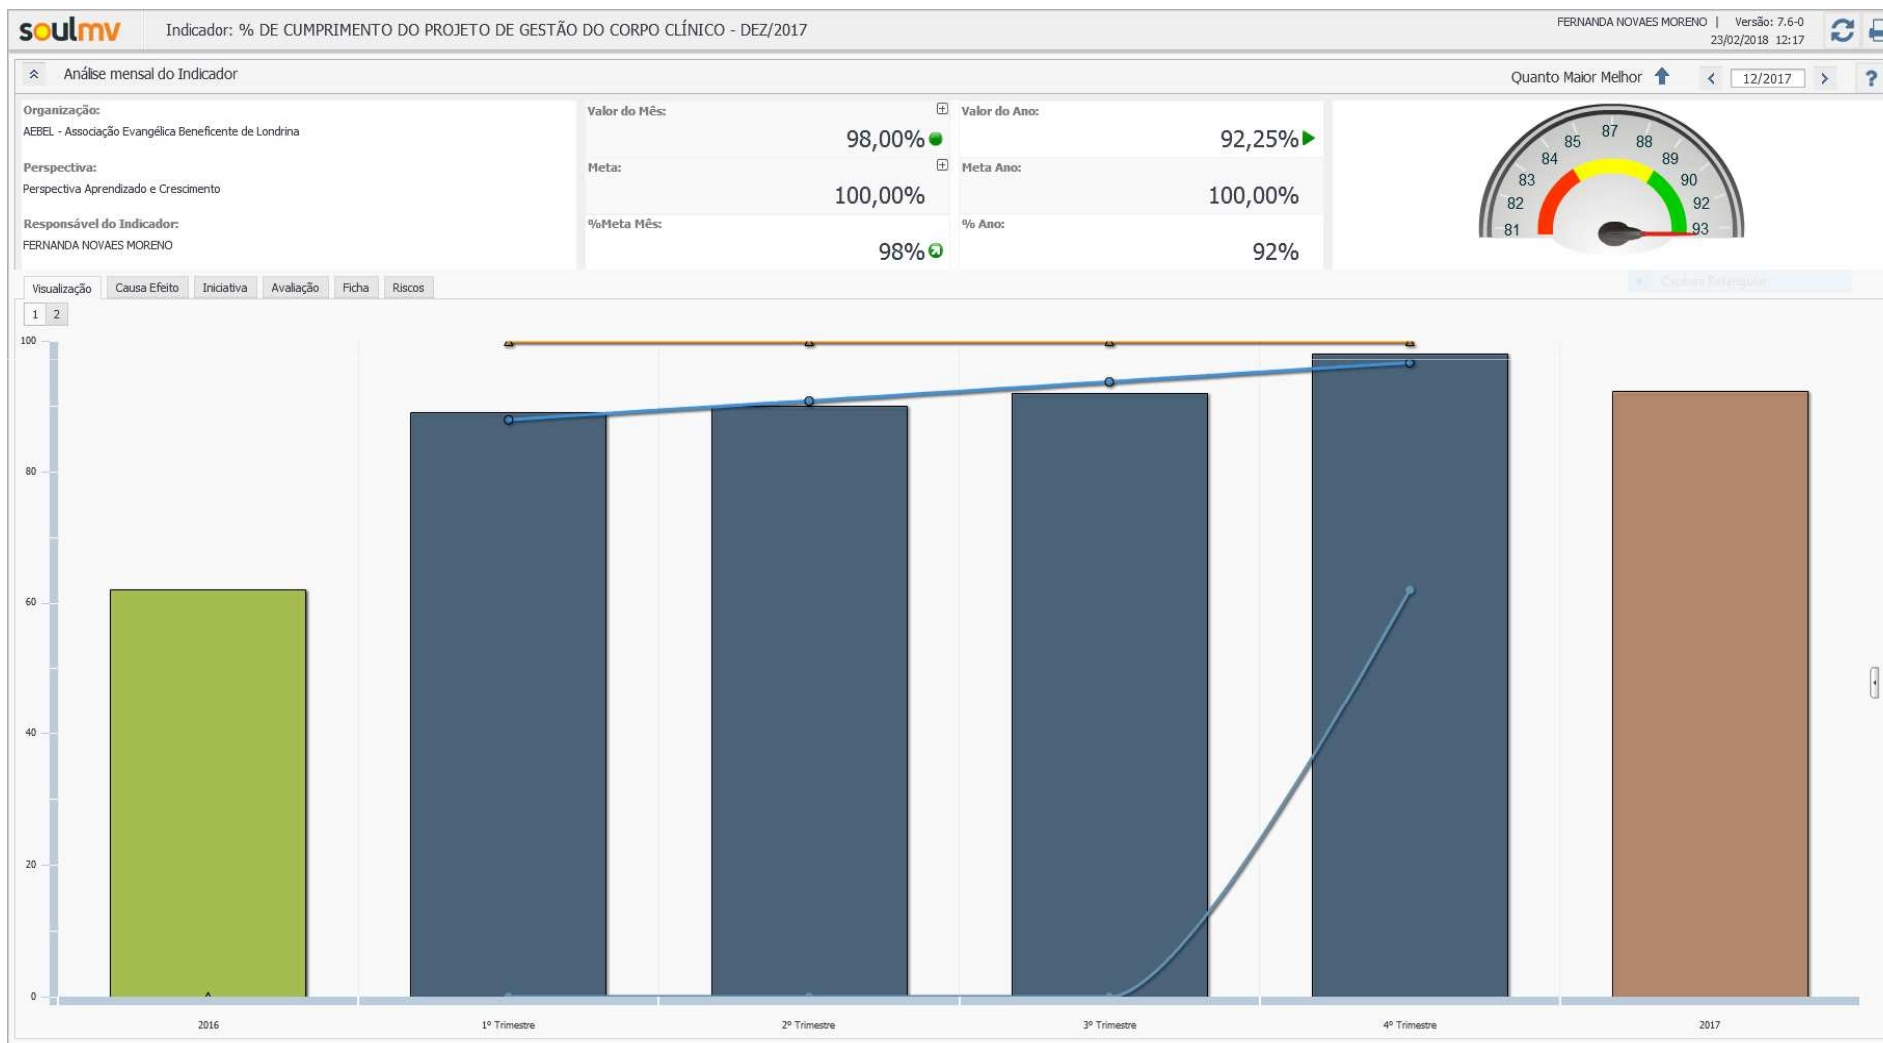 soulmv
Indicador: % DE CUMPRIMENTO DO PROJETO DE GESTÃO DO CORPO CLÍNICO - DEZ/2017
FERNANDA NOVAES MORENO | Versão: 7.6-0
23/02/2018 12:17
Análise mensal do Indicador
Quanto Maior Melhor
12/2017
?
Organização:
AEBEL - Associação Evangélica Beneficente de Londrina
Perspectiva:
Perspectiva Aprendizado e Crescimento
Responsável do Indicador:
FERNANDA NOVAES MORENO
Valor do Mês:
98,00%
Meta:
100,00%
%Meta Mês:
98%
Valor do Ano:
92,25%
Meta Ano:
100,00%
% Ano:
92%
81 82 83 84 85 87 88 89 90 92 93
Captura Retangular
Visualização Causa Efeito Iniciativa Avaliação Ficha Riscos
1 2
100
80
60
40
20
0
2016 1º Trimestre 2º Trimestre 3º Trimestre 4º Trimestre 2017